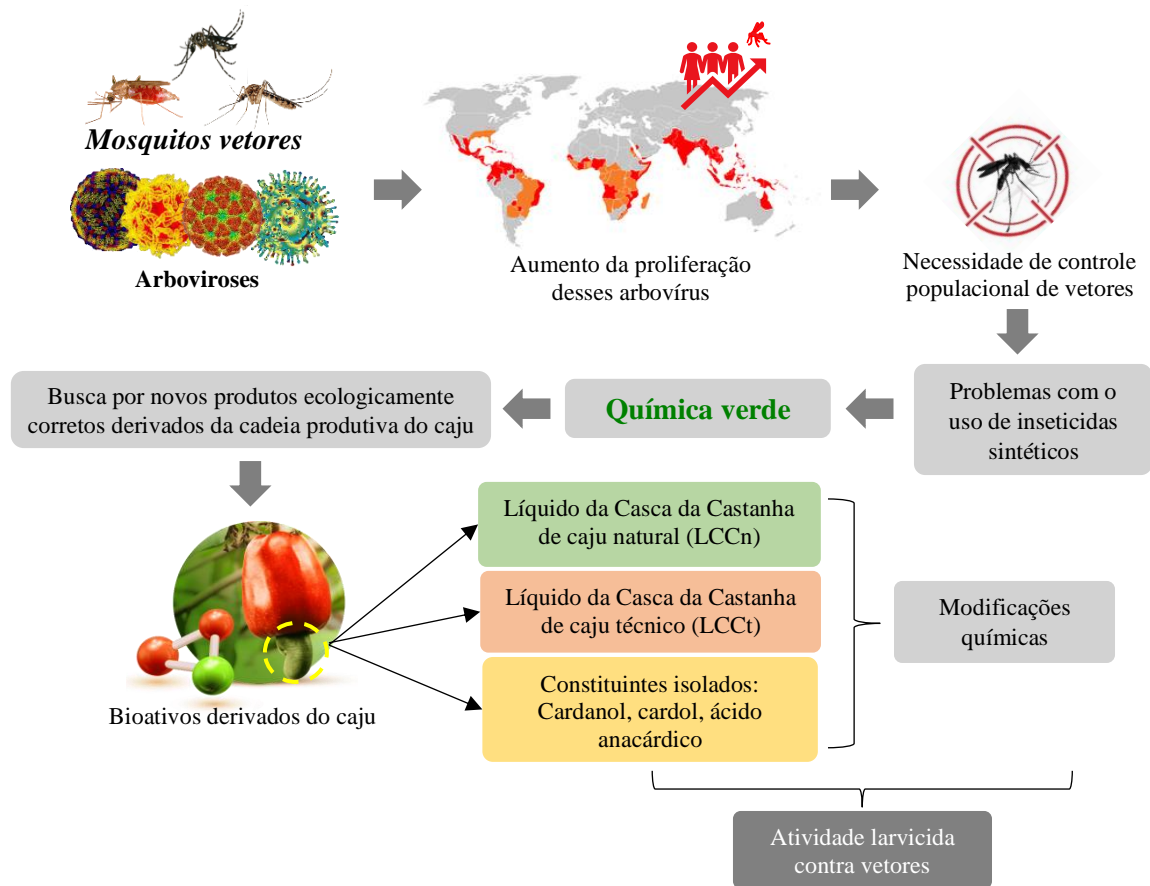 Mosquitos vetores
Arboviroses
Aumento da proliferação
desses arbovírus
Necessidade de controle
populacional de vetores
Problemas com o
uso de inseticidas
sintéticos
Química verde
Busca por novos produtos ecologicamente
corretos derivados da cadeia produtiva do caju
Bioativos derivados do caju
Líquido da Casca da Castanha
de caju natural (LCCn)
Líquido da Casca da Castanha
de caju técnico (LCCt)
Constituintes isolados:
Cardanol, cardol, ácido
anacárdico
Modificações
químicas
Atividade larvicida
contra vetores